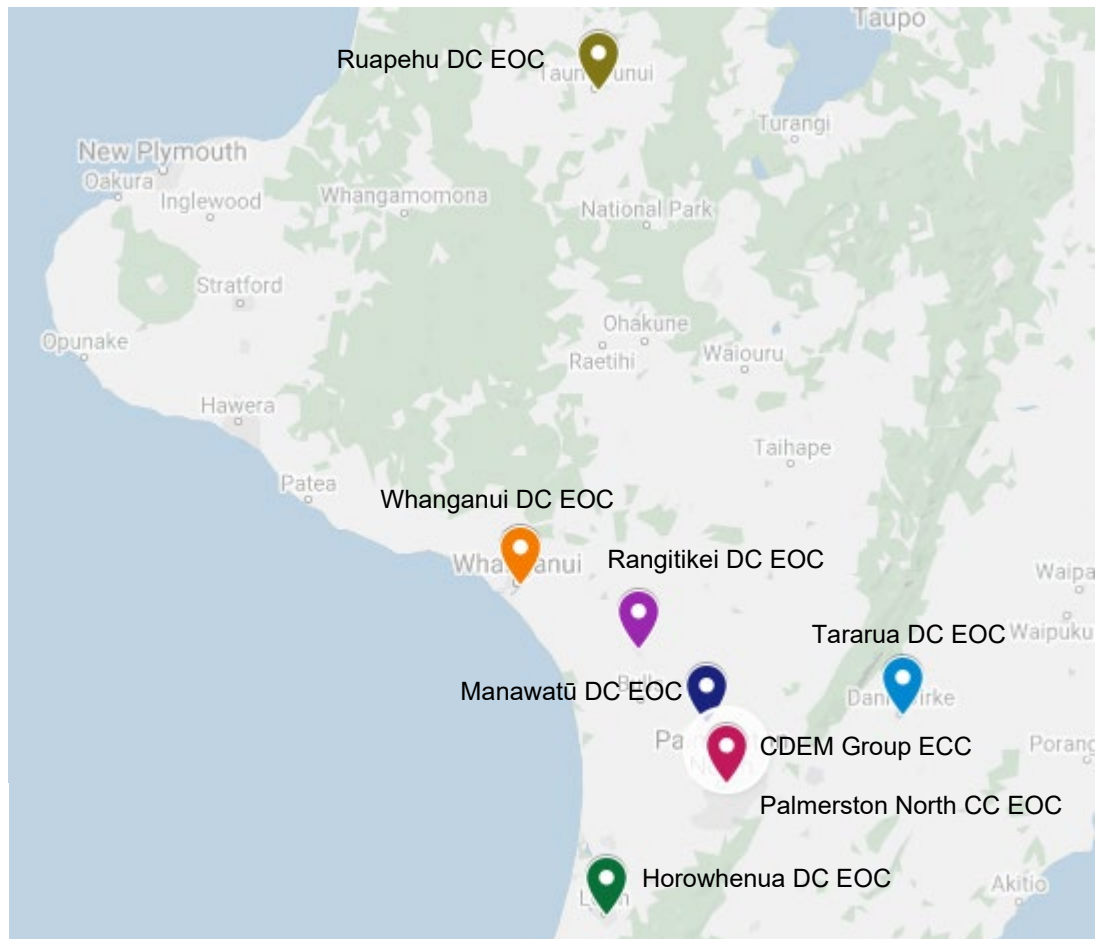 Taupo
Ruapehu DC EOC
Turangi
New Plymouth
Oakura
Inglewood
Whangamomona
National Park
Stratford
Ohakune
Opunake
Raetihi
Waiouru
Hawera
Taihape
Patea
Whanganui DC EOC
Rangitikei DC EOC
Waipa
Tararua DC EOC
Waipuku
Manawatū DC EOC
CDEM Group ECC
Porang
Palmerston North CC EOC
Horowhenua DC EOC
Akitio